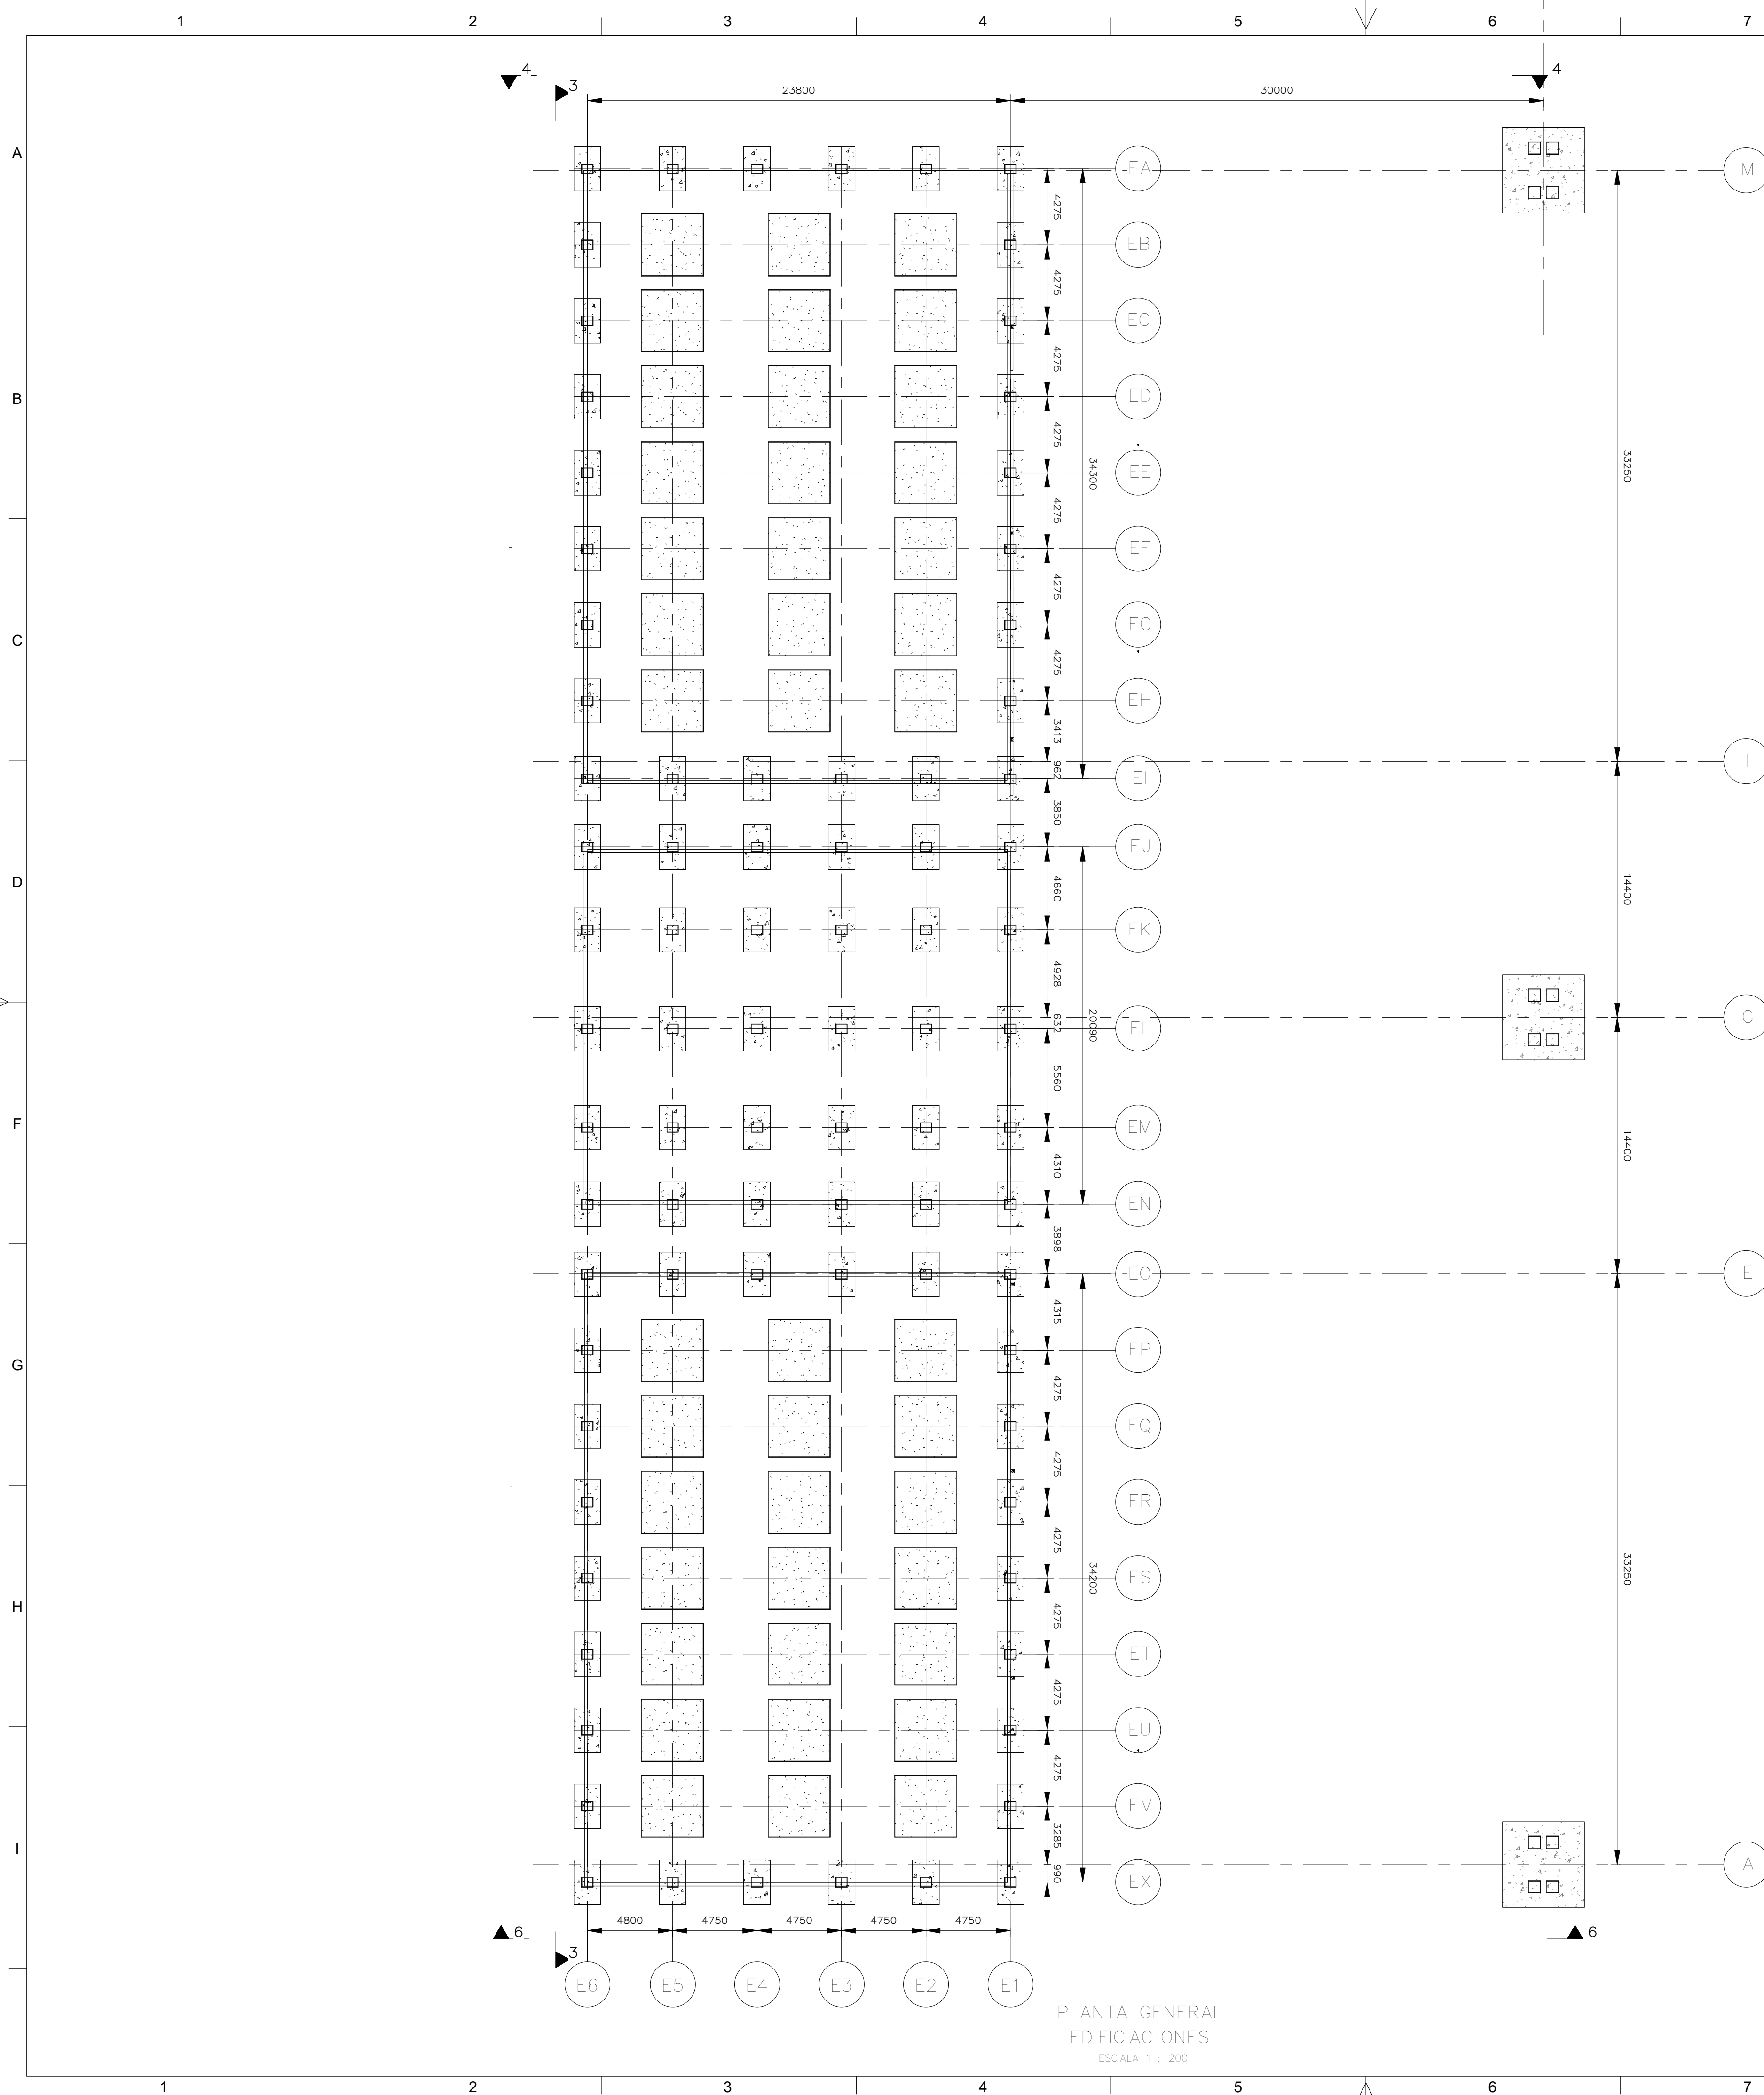 1 2 3 4 5 6 7
4 3 4
23800 30000
A
EA M
4275
EB
4275
EC
4275
B ED
4275
EE
34300 33250
4275
EF
4275
C EG
4275
EH
3413
I
962
EI
3850
EJ
D 4660 14400
EK
4928
G
632
20090
EL
5560
F EM
14400
4310
EN
3898
EO E
4315
G EP
4275
EQ
4275
ER
4275
34200 33250
ES
H
4275
ET
4275
EU
4275
EV
3285
I A
990
EX
4800 4750 4750 4750 4750
6 3 6
E6 E5 E4 E3 E2 E1
PLANTA GENERAL
EDIFICACIONES
ESCALA 1 : 200
1 2 3 4 5 6 7